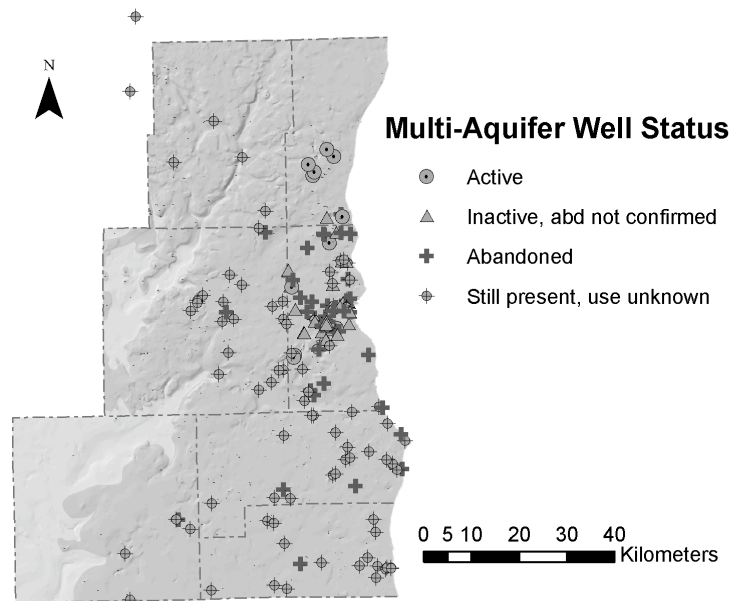 N
Multi-Aquifer Well Status
Active
Inactive, abd not confirmed
Abandoned
Still present, use unknown
0 5 10 20 30 40
Kilometers